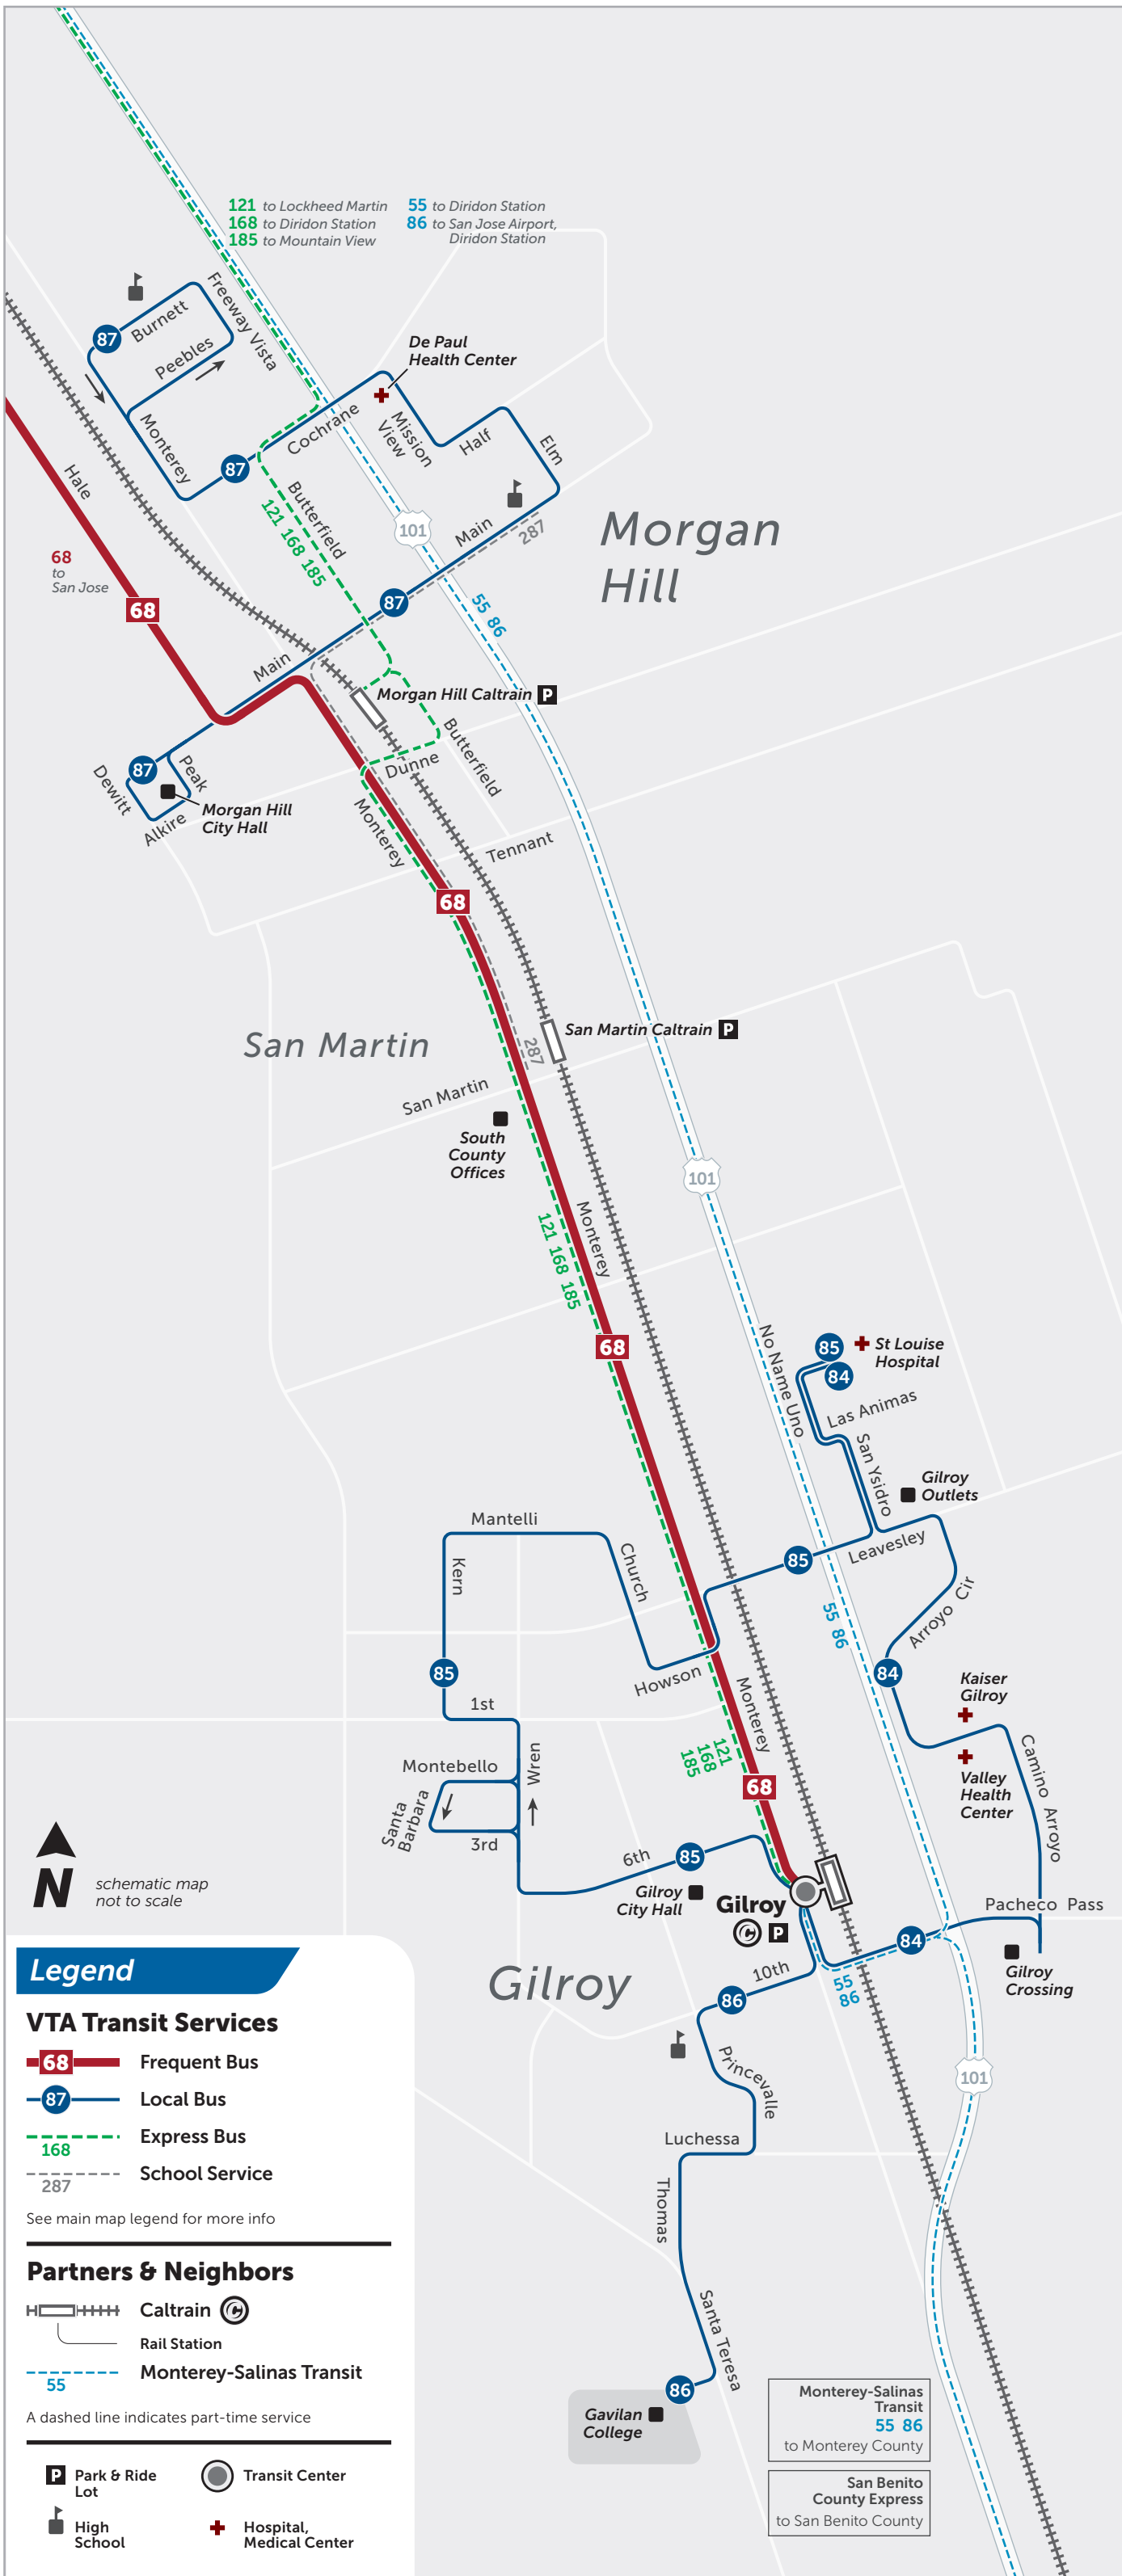 121 to Lockheed Martin
168 to Diridon Station
185 to Mountain View
55 to Diridon Station
86 to San Jose Airport,
Diridon Station
Freeway Vista
Burnett
87
Peebles
De Paul
Health Center
Monterey
Cochrane
Mission
View
Half
Elm
87
Hale
Butterfield
121 168 185
101
Main
287
Morgan
Hill
68
to
San Jose
68
87
55 86
Main
Morgan Hill Caltrain P
87
Peak
Dewitt
Butterfield
Dunne
Morgan Hill
City Hall
Alkire
Monterey
Tennant
68
San Martin
287
San Martin Caltrain P
San Martin
South
County
Offices
101
Monterey
121 168 185
68
No Name Uno
85
84
St Louise
Hospital
Las Animas
San Ysidro
Gilroy
Outlets
Mantelli
Kern
Church
85
Leavesley
Arroyo Cir
55 86
85
Howson
84
Kaiser
Gilroy
1st
Monterey
121
168
185
Montebello
Wren
68
Valley
Health
Center
Camino Arroyo
Santa
Barbara
3rd
6th
85
Gilroy
City Hall
Gilroy
C P
Pacheco Pass
84
Gilroy
Crossing
N
schematic map
not to scale
Gilroy
10th
55
86
86
Princevalle
101
Luchessa
Thomas
Santa Teresa
86
Gavilan
College
Monterey-Salinas
Transit
55 86
to Monterey County
San Benito
County Express
to San Benito County
Legend
VTA Transit Services
68 Frequent Bus
87 Local Bus
168 Express Bus
287 School Service
See main map legend for more info
Partners & Neighbors
Caltrain C
Rail Station
55 Monterey-Salinas Transit
A dashed line indicates part-time service
P Park & Ride
Lot
Transit Center
High
School
Hospital,
Medical Center